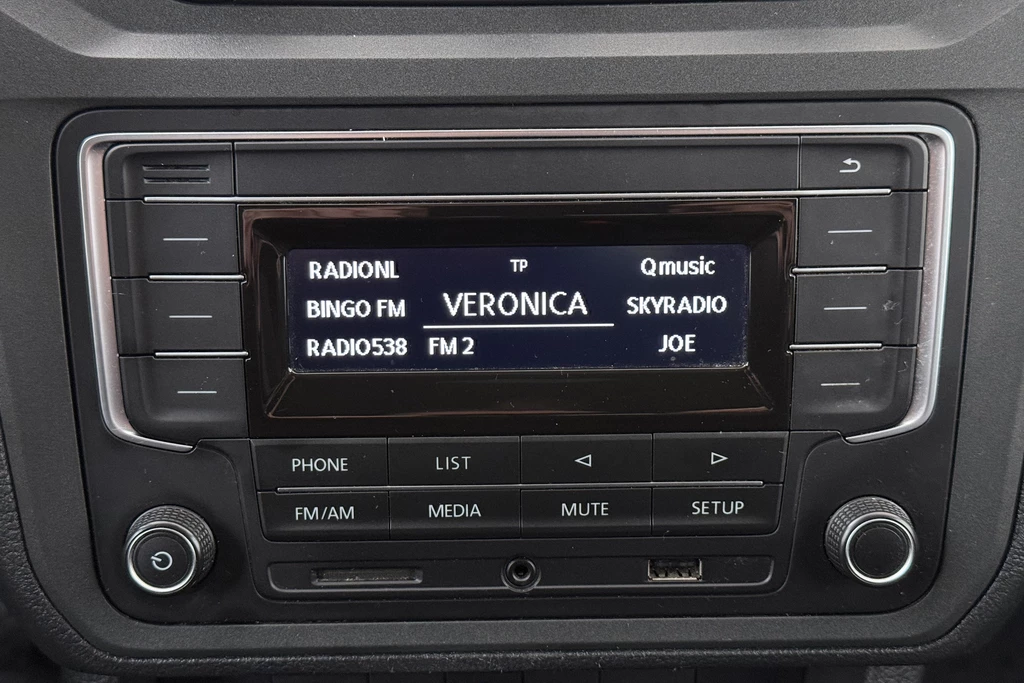 RADIONL TP Qmusic
BINGO FM VERONICA SKYRADIO
RADIO538 FM 2 JOE
PHONE LIST
FM/AM MEDIA MUTE SETUP